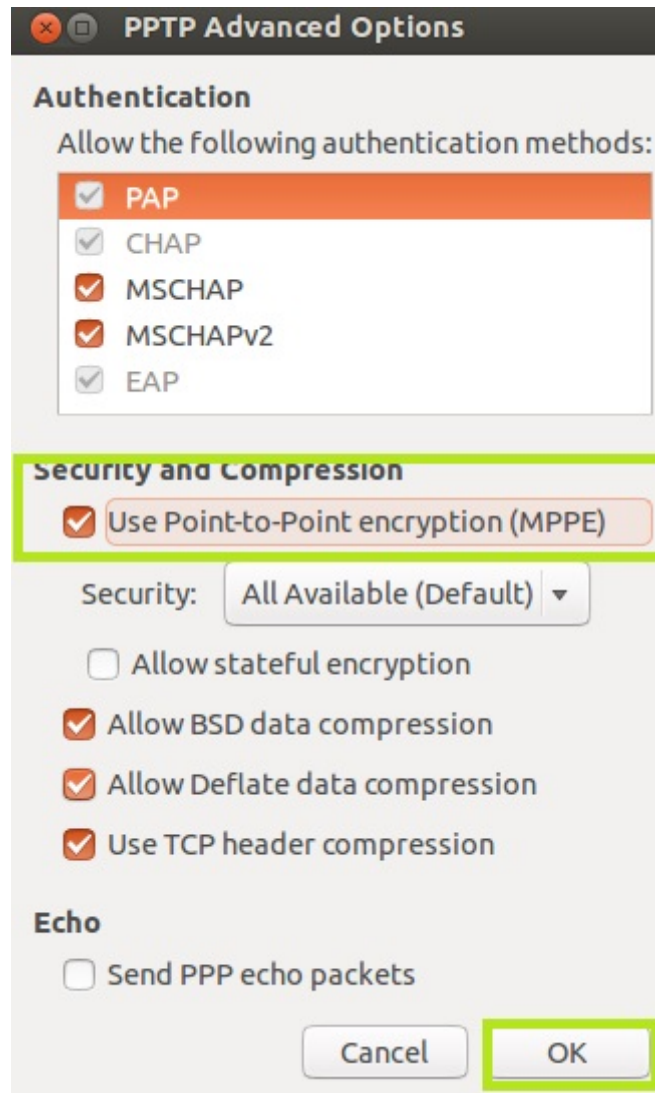 PPTP Advanced Options
Authentication
Allow the following authentication methods:
PAP
CHAP
MSCHAP
MSCHAPv2
EAP
Security and Compression
Use Point-to-Point encryption (MPPE)
Security: All Available (Default)
Allow stateful encryption
Allow BSD data compression
Allow Deflate data compression
Use TCP header compression
Echo
Send PPP echo packets
Cancel OK